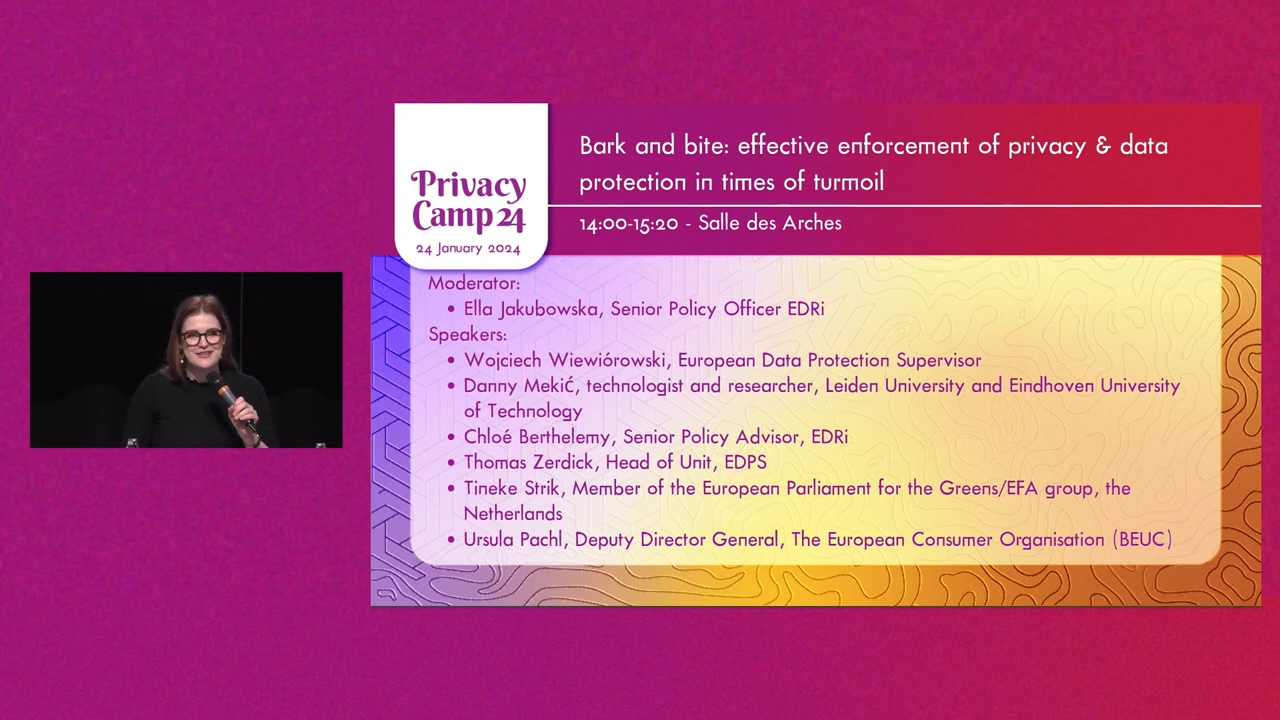 Privacy
Camp 24
24 January 2024
Bark and bite: effective enforcement of privacy & data
protection in times of turmoil
14:00-15:20 - Salle des Arches
Moderator:
• Ella Jakubowska, Senior Policy Officer EDRi
Speakers:
• Wojciech Wiewiórowski, European Data Protection Supervisor
• Danny Mekić, technologist and researcher, Leiden University and Eindhoven University
of Technology
• Chloé Berthelemy, Senior Policy Advisor, EDRi
• Thomas Zerdick, Head of Unit, EDPS
• Tineke Strik, Member of the European Parliament for the Greens/EFA group, the
Netherlands
• Ursula Pachl, Deputy Director General, The European Consumer Organisation (BEUC)